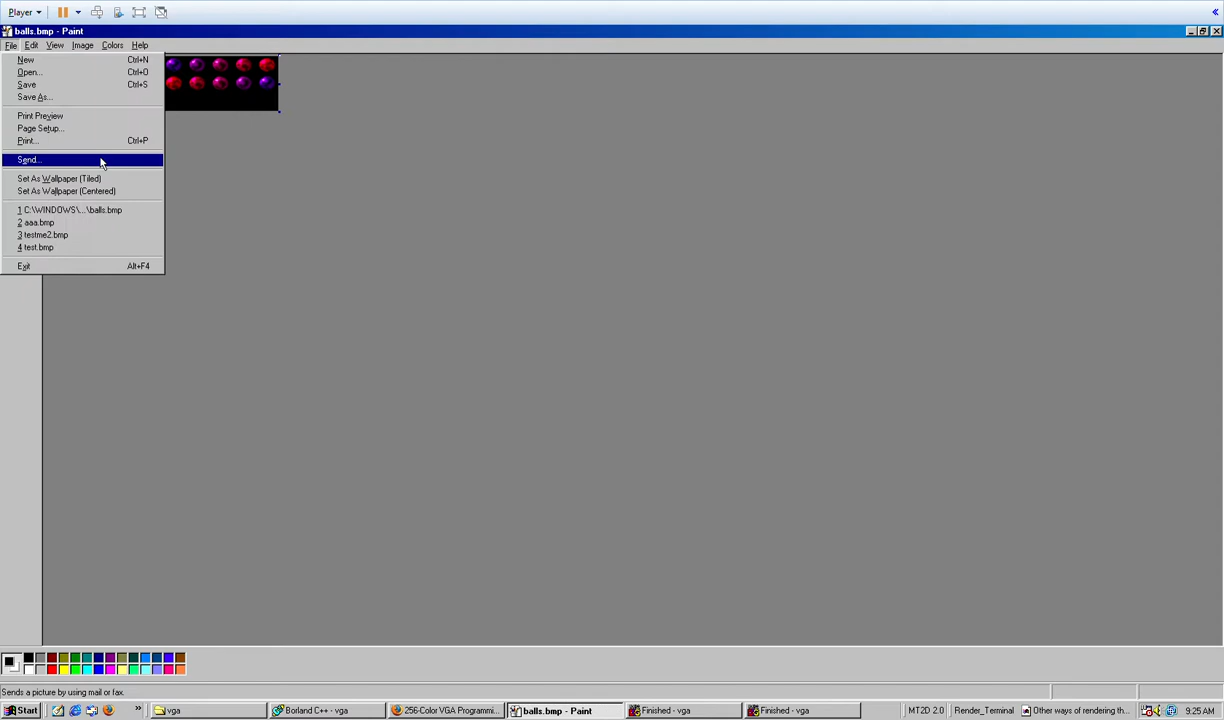 Player
balls.bmp - Paint
File Edit View Image Colors Help
New Ctrl+N
Open... Ctrl+O
Save Ctrl+S
Save As...
Print Preview
Page Setup...
Print... Ctrl+P
Send...
Set As Wallpaper (Tiled)
Set As Wallpaper (Centered)
1 C:\WINDOWS\...\balls.bmp
2 aaa.bmp
3 testme2.bmp
4 test.bmp
Exit Alt+F4
Sends a picture by using mail or fax.
Start » vga Borland C++ - vga 256-Color VGA Programmi... balls.bmp - Paint Finished - vga Finished - vga MT2D 2.0 Render_Terminal Other ways of rendering th... 9:25 AM